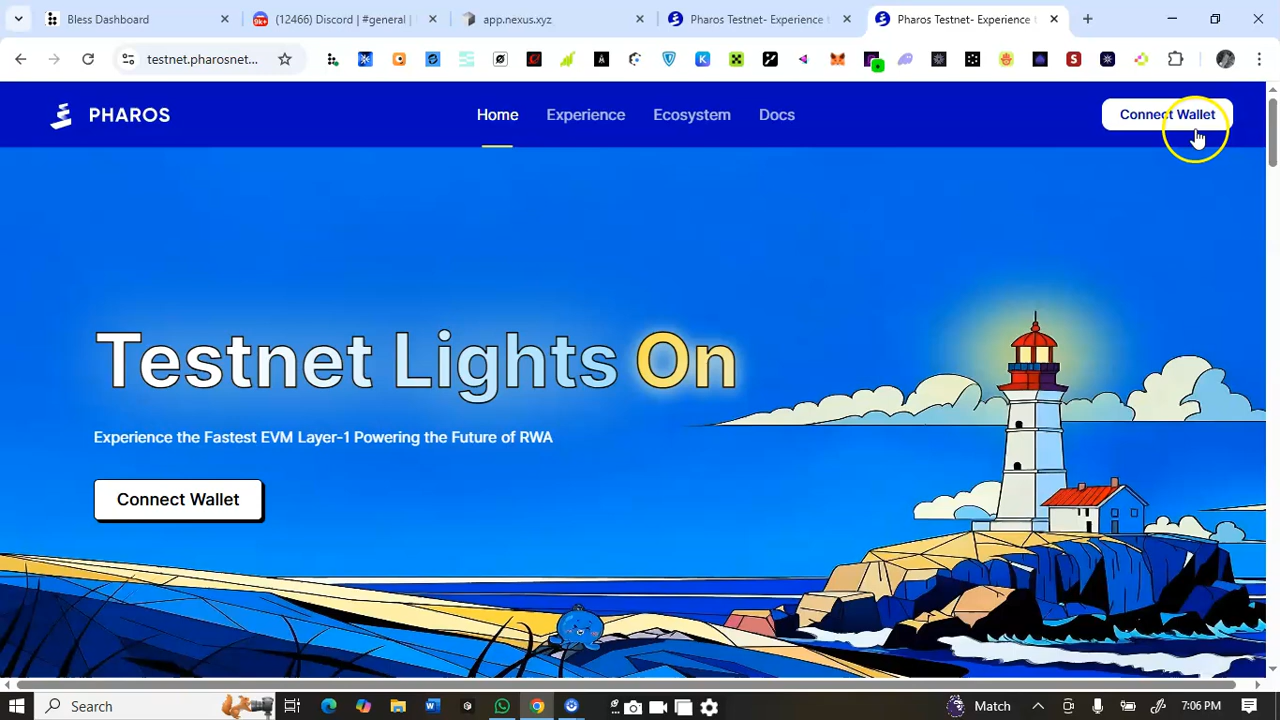 Bless Dashboard
(12466) Discord | #general |
app.nexus.xyz
Pharos Testnet- Experience t
Pharos Testnet- Experience t
testnet.pharosnet...
PHAROS
Home
Experience
Ecosystem
Docs
Connect Wallet
Testnet Lights On
Experience the Fastest EVM Layer-1 Powering the Future of RWA
Connect Wallet
Search
Match
7:06 PM